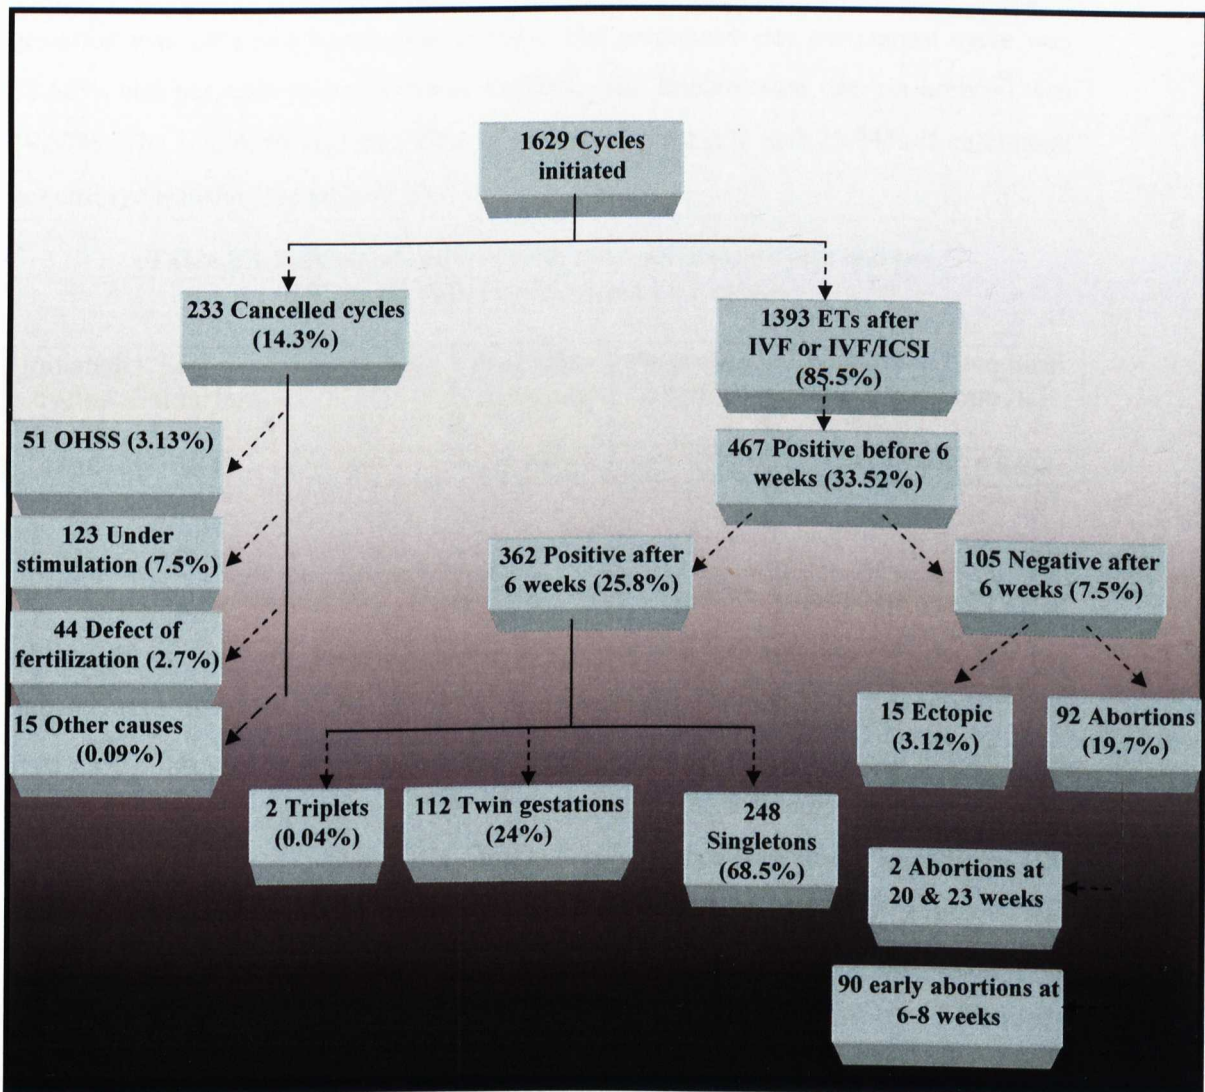 1629 Cycles
initiated
233 Cancelled cycles
(14.3%)
1393 ETs after
IVF or IVF/ICSI
(85.5%)
51 OHSS (3.13%)
123 Under
stimulation (7.5%)
44 Defect of
fertilization (2.7%)
15 Other causes
(0.09%)
467 Positive before 6
weeks (33.52%)
362 Positive after
6 weeks (25.8%)
105 Negative after
6 weeks (7.5%)
15 Ectopic
(3.12%)
92 Abortions
(19.7%)
2 Triplets
(0.04%)
112 Twin gestations
(24%)
248
Singletons
(68.5%)
2 Abortions at
20 & 23 weeks
90 early abortions at
6-8 weeks